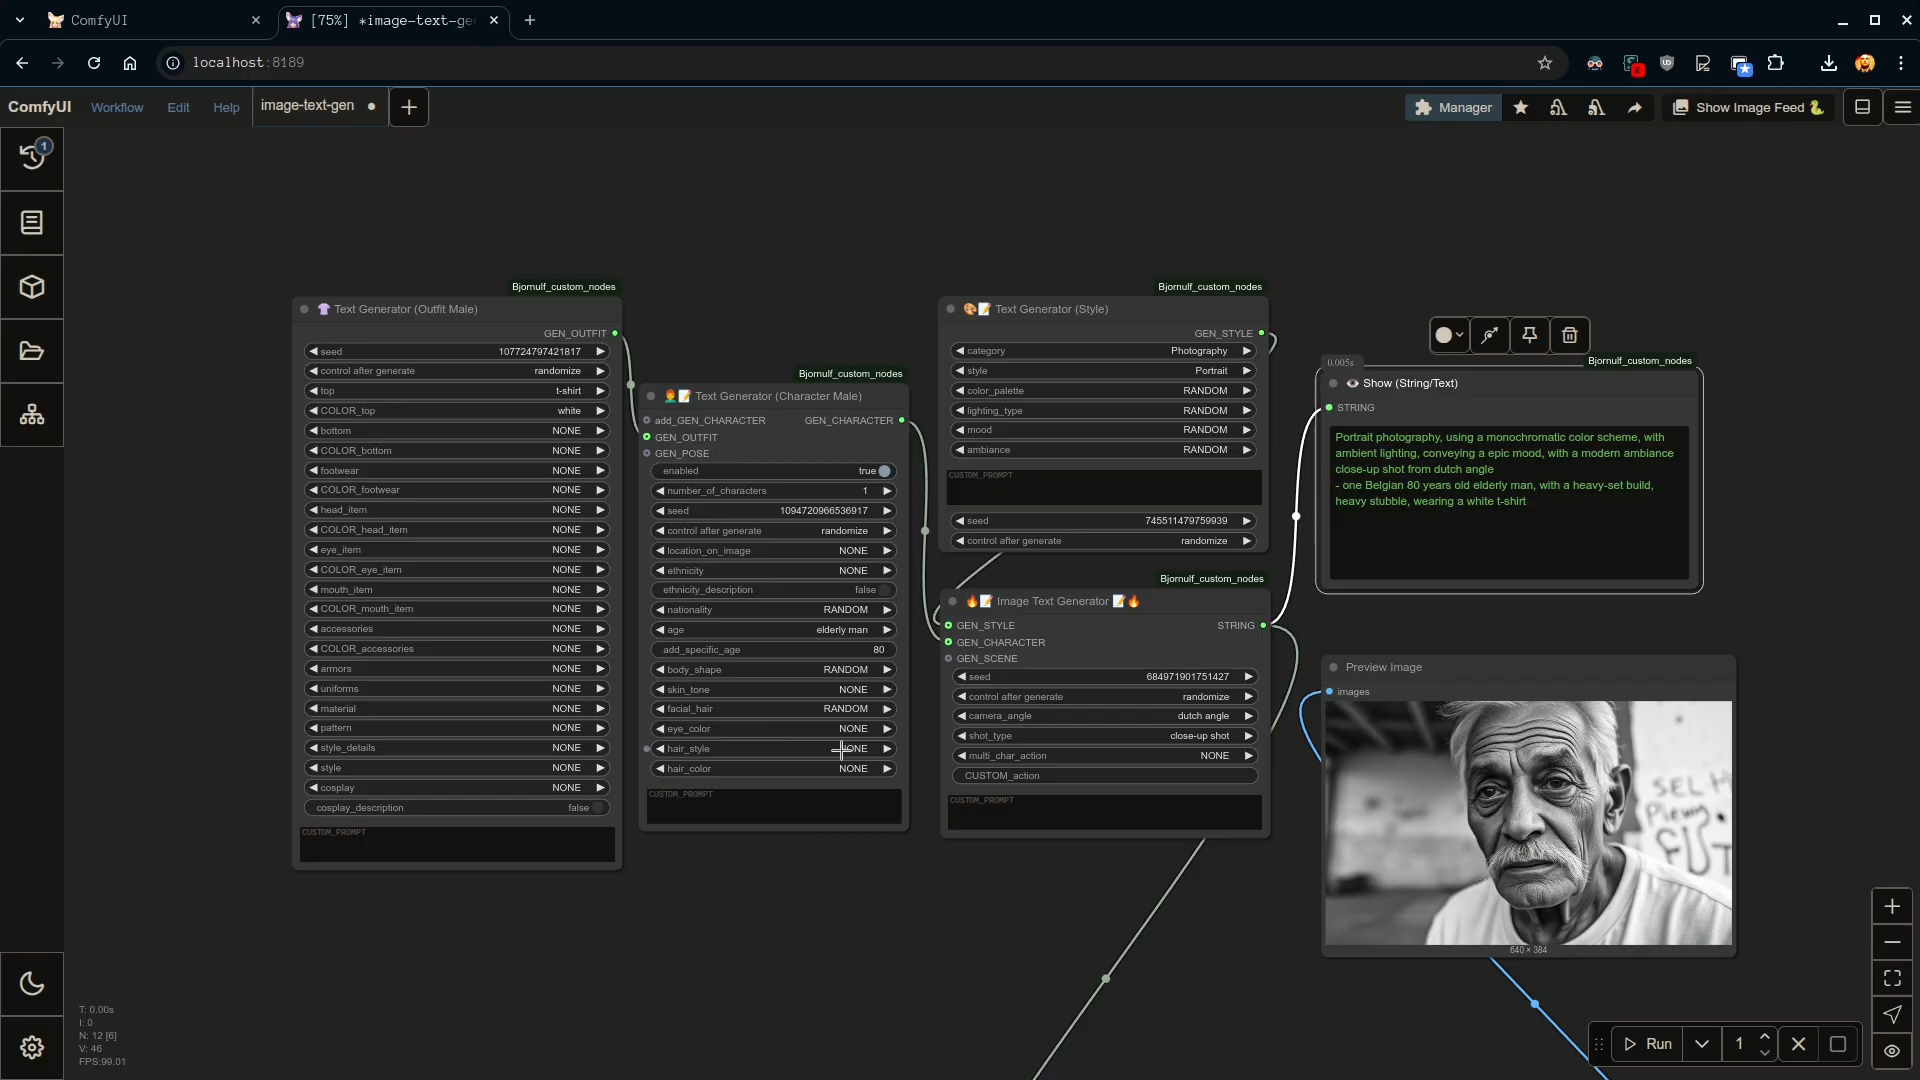 ComfyUI
[75%] *image-text-ge
localhost:8189
ComfyUI
Workflow
Edit
Help
image-text-gen
Manager
Show Image Feed
1
Bjornulf_custom_nodes
Text Generator (Outfit Male)
GEN_OUTFIT
seed 107724797421817
control after generate randomize
top t-shirt
COLOR_top white
bottom NONE
COLOR_bottom NONE
footwear NONE
COLOR_footwear NONE
head_item NONE
COLOR_head_item NONE
eye_item NONE
COLOR_eye_item NONE
mouth_item NONE
COLOR_mouth_item NONE
accessories NONE
COLOR_accessories NONE
armors NONE
uniforms NONE
material NONE
pattern NONE
style_details NONE
style NONE
cosplay NONE
cosplay_description false
CUSTOM_PROMPT
Bjornulf_custom_nodes
Text Generator (Character Male)
add_GEN_CHARACTER GEN_CHARACTER
GEN_OUTFIT
GEN_POSE
enabled true
number_of_characters 1
seed 1094720966536917
control after generate randomize
location_on_image NONE
ethnicity NONE
ethnicity_description false
nationality RANDOM
age elderly man
add_specific_age 80
body_shape RANDOM
skin_tone NONE
facial_hair RANDOM
eye_color NONE
hair_style NONE
hair_color NONE
CUSTOM_PROMPT
Bjornulf_custom_nodes
Text Generator (Style)
GEN_STYLE
category Photography
style Portrait
color_palette RANDOM
lighting_type RANDOM
mood RANDOM
ambiance RANDOM
CUSTOM_PROMPT
seed 745511479759939
control after generate randomize
Bjornulf_custom_nodes
Image Text Generator
GEN_STYLE STRING
GEN_CHARACTER
GEN_SCENE
seed 684971901751427
control after generate randomize
camera_angle dutch angle
shot_type close-up shot
multi_char_action NONE
CUSTOM_action
CUSTOM_PROMPT
0.005s
Bjornulf_custom_nodes
Show (String/Text)
STRING
Portrait photography, using a monochromatic color scheme, with
ambient lighting, conveying a epic mood, with a modern ambiance
close-up shot from dutch angle
- one Belgian 80 years old elderly man, with a heavy-set build,
heavy stubble, wearing a white t-shirt
Preview Image
images
SEL H
640 × 384
T: 0.00s
I: 0
N: 12 [6]
V: 46
FPS:99.01
Run
1